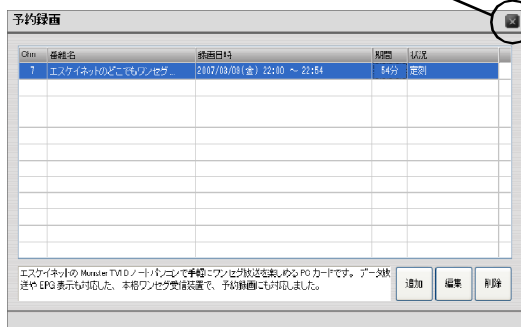 予約録画
Chn 番組名 録画日時 期間 状況
7 エスケイネットのどこでもワンセグ... 2007/03/09(金) 22:00 ～ 22:54 54分 定刻
エスケイネットの MonsterTV1D ノートパソコンで手軽にワンセグ放送を楽しめる PC カードです。 データ放
送や EPG 表示も対応した、本格ワンセグ受信装置で、予約録画にも対応しました。
追加 編集 削除